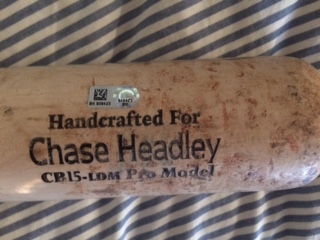 Handcrafted For
Chase Headley
CB15-LDM Pro Model